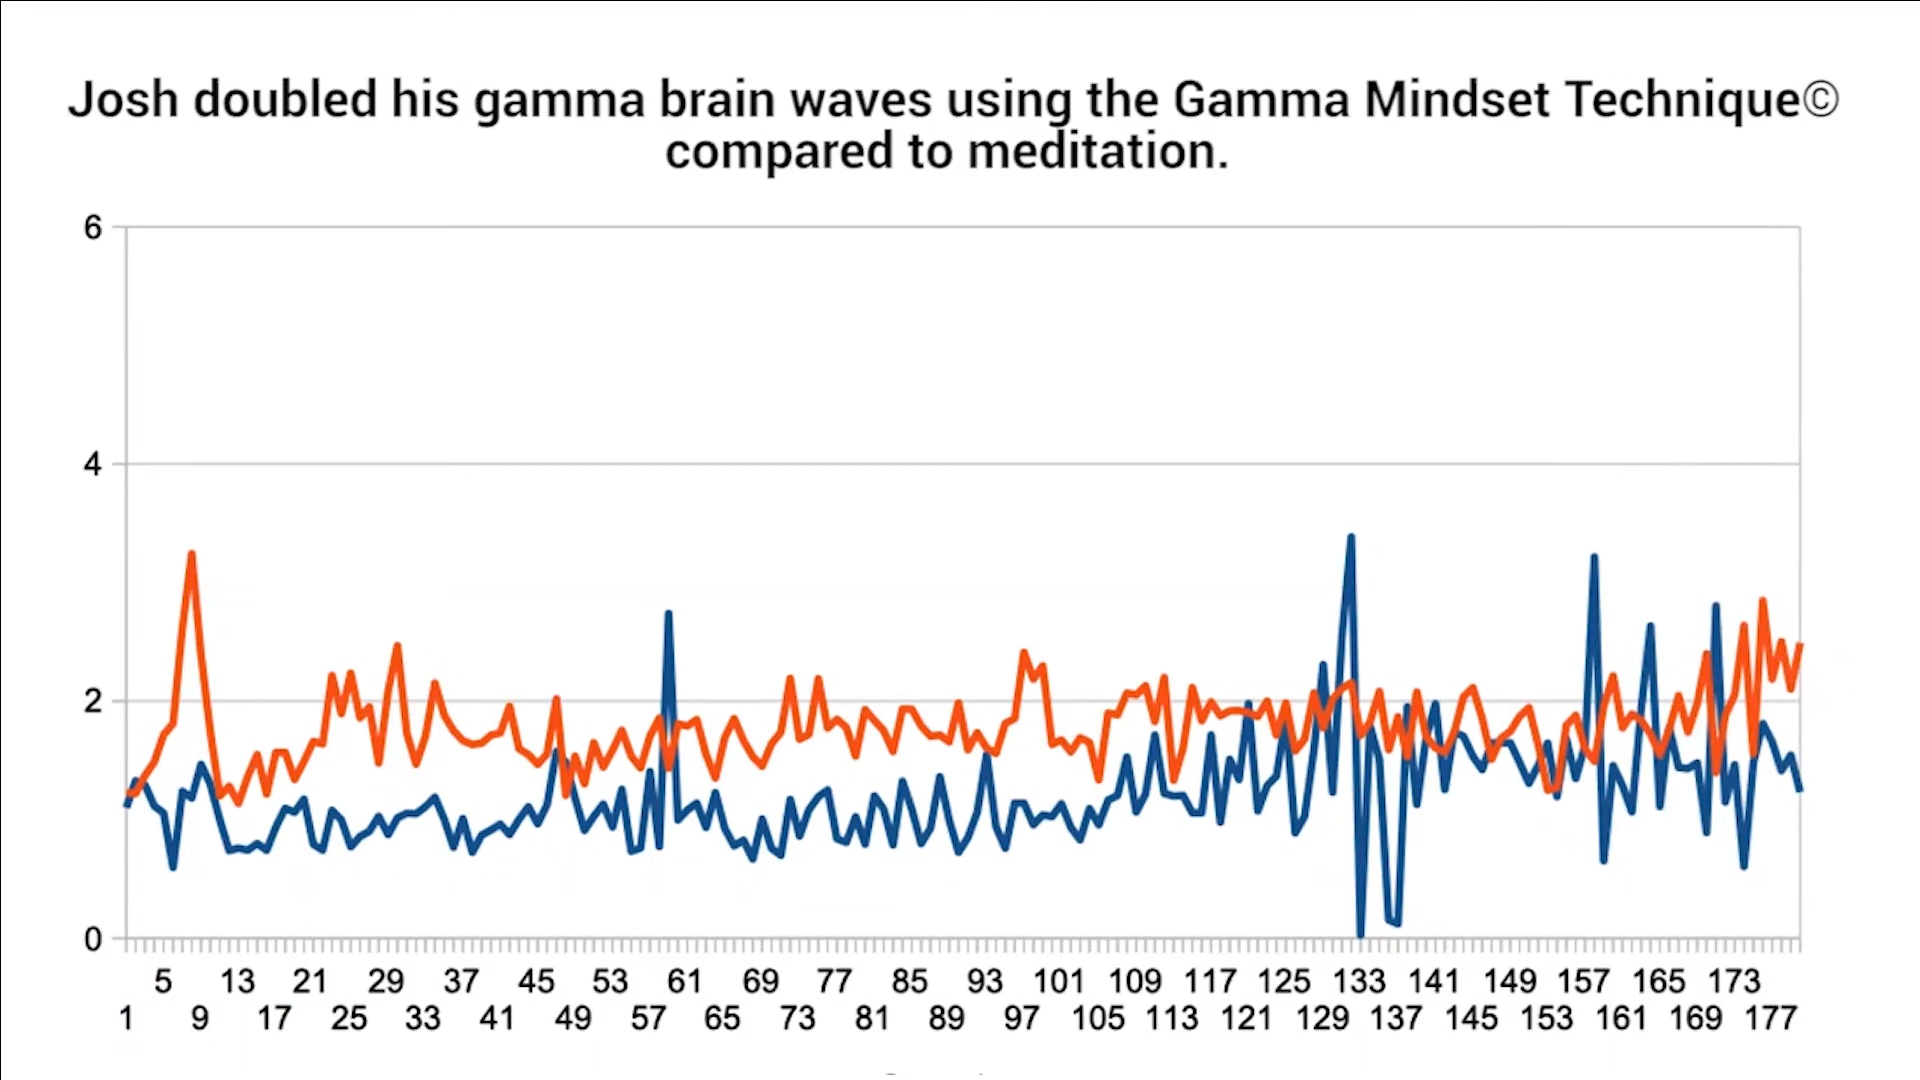 Josh doubled his gamma brain waves using the Gamma Mindset Technique©
compared to meditation.
6
4
2
0
5 13 21 29 37 45 53 61 69 77 85 93 101 109 117 125 133 141 149 157 165 173
1 9 17 25 33 41 49 57 65 73 81 89 97 105 113 121 129 137 145 153 161 169 177